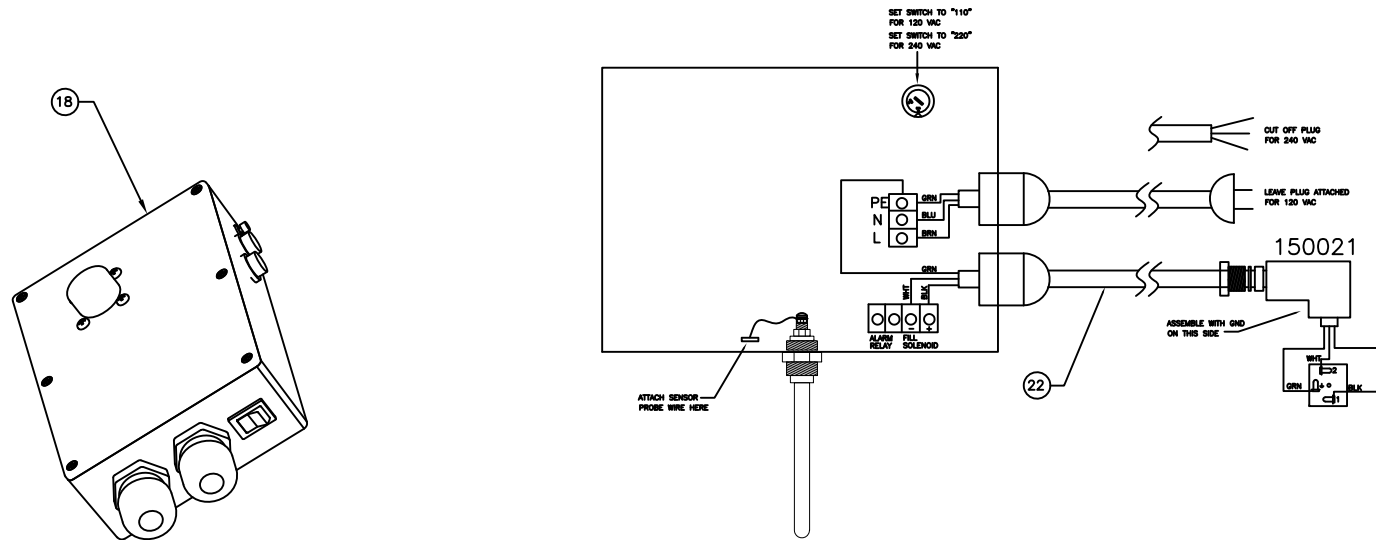 SET SWITCH TO "110"
FOR 120 VAC
SET SWITCH TO "220"
FOR 240 VAC
18
CUT OFF PLUG
FOR 240 VAC
PE
GRN
N
BLU
L
BRN
LEAVE PLUG ATTACHED
FOR 120 VAC
150021
GRN
WHT
BLK
- +
ALARM
RELAY
FILL
SOLENOID
ASSEMBLE WITH GND
ON THIS SIDE
22
ATTACH SENSOR
PROBE WIRE HERE
WHT
2
GRN
BLK
1